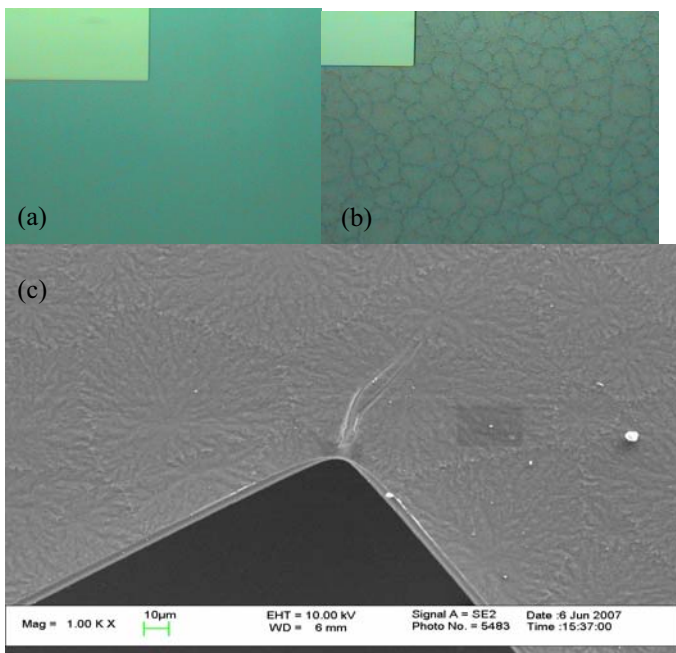 (a)
(b)
(c)
Mag = 1.00 K X
10µm
EHT = 10.00 kV
WD = 6 mm
Signal A = SE2
Photo No. = 5483
Date :6 Jun 2007
Time :15:37:00